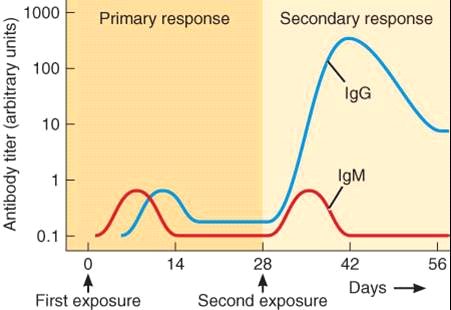 Primary response
Secondary response
Antibody titer (arbitrary units)
1000
100
10
1
0.1
IgG
IgM
0
14
28
42
56
Days
First exposure
Second exposure